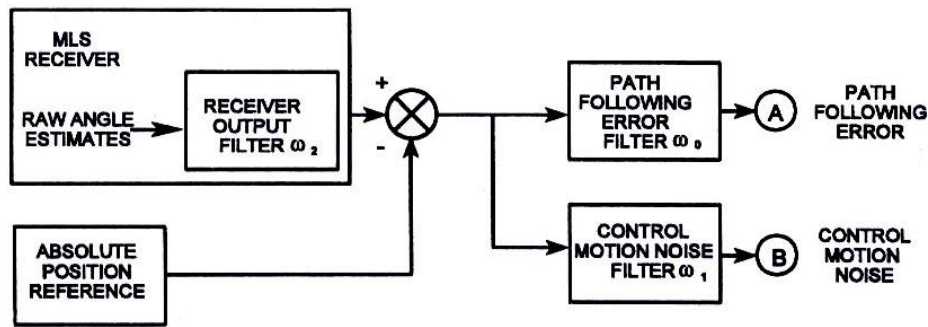 MLS
RECEIVER
RAW ANGLE
ESTIMATES
RECEIVER
OUTPUT
FILTER ω₂
+
-
ABSOLUTE
POSITION
REFERENCE
PATH
FOLLOWING
ERROR
FILTER ω₀
A
PATH
FOLLOWING
ERROR
CONTROL
MOTION NOISE
FILTER ω₁
B
CONTROL
MOTION
NOISE